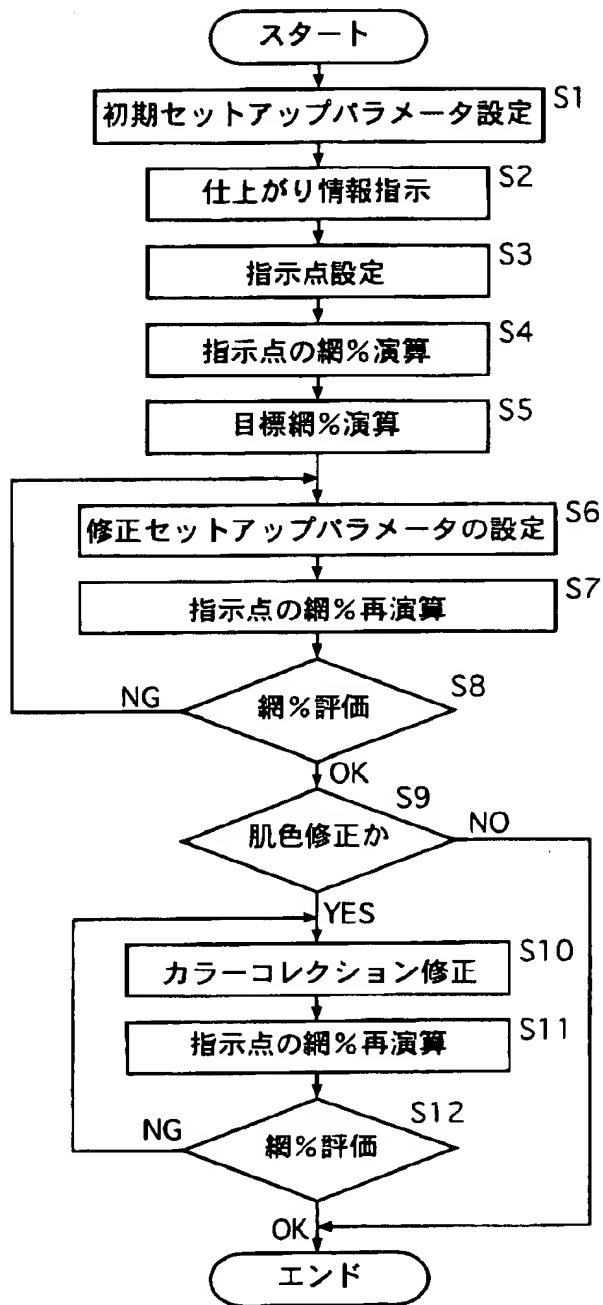 スタート
初期セットアップパラメータ設定
S1
仕上がり情報指示
S2
指示点設定
S3
指示点の網%演算
S4
目標網%演算
S5
修正セットアップパラメータの設定
S6
指示点の網%再演算
S7
網%評価
S8
NG
OK
肌色修正か
S9
NO
YES
カラーコレクション修正
S10
指示点の網%再演算
S11
網%評価
S12
NG
OK
エンド